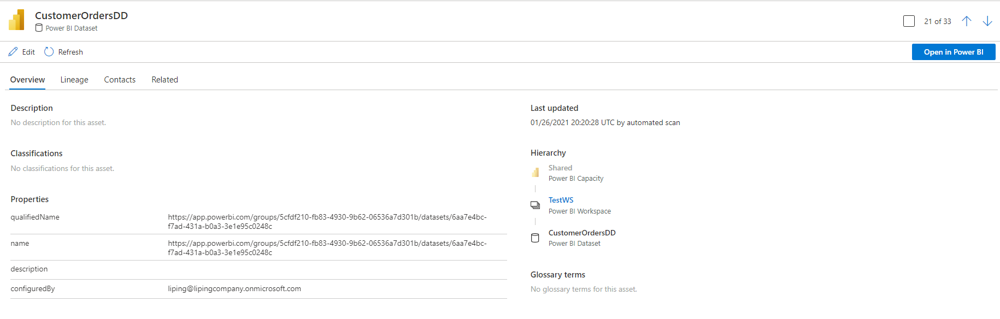 CustomerOrdersDD
Power BI Dataset
21 of 33
Edit
Refresh
Open in Power BI
Overview
Lineage
Contacts
Related
Description
No description for this asset.
Classifications
No classifications for this asset.
Properties
qualifiedName
https://app.powerbi.com/groups/5cfdf210-fb83-4930-9b62-06536a7d301b/datasets/6aa7e4bc-
f7ad-431a-b0a3-3e1e95c0248c
name
https://app.powerbi.com/groups/5cfdf210-fb83-4930-9b62-06536a7d301b/datasets/6aa7e4bc-
f7ad-431a-b0a3-3e1e95c0248c
description
configuredBy
liping@lipingcompany.onmicrosoft.com
Last updated
01/26/2021 20:20:28 UTC by automated scan
Hierarchy
Shared
Power BI Capacity
TestWS
Power BI Workspace
CustomerOrdersDD
Power BI Dataset
Glossary terms
No glossary terms for this asset.